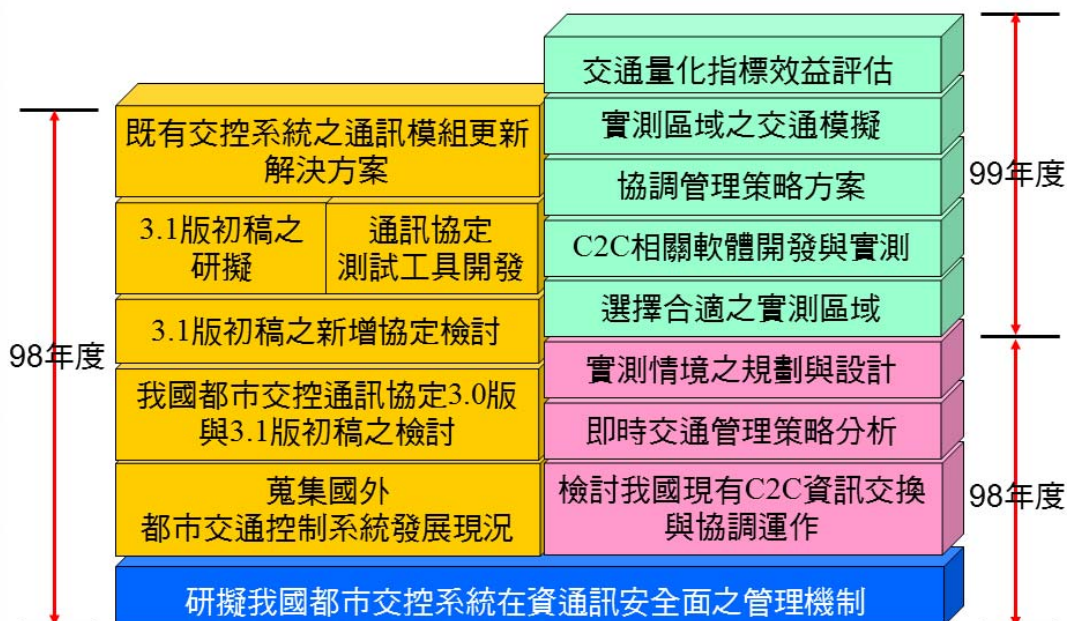 98年度
既有交控系統之通訊模組更新
解決方案
3.1版初稿之
研擬
通訊協定
測試工具開發
3.1版初稿之新增協定檢討
我國都市交控通訊協定3.0版
與3.1版初稿之檢討
蒐集國外
都市交通控制系統發展現況
交通量化指標效益評估
實測區域之交通模擬
協調管理策略方案
C2C相關軟體開發與實測
選擇合適之實測區域
99年度
實測情境之規劃與設計
即時交通管理策略分析
檢討我國現有C2C資訊交換
與協調運作
98年度
研擬我國都市交控系統在資通訊安全面之管理機制